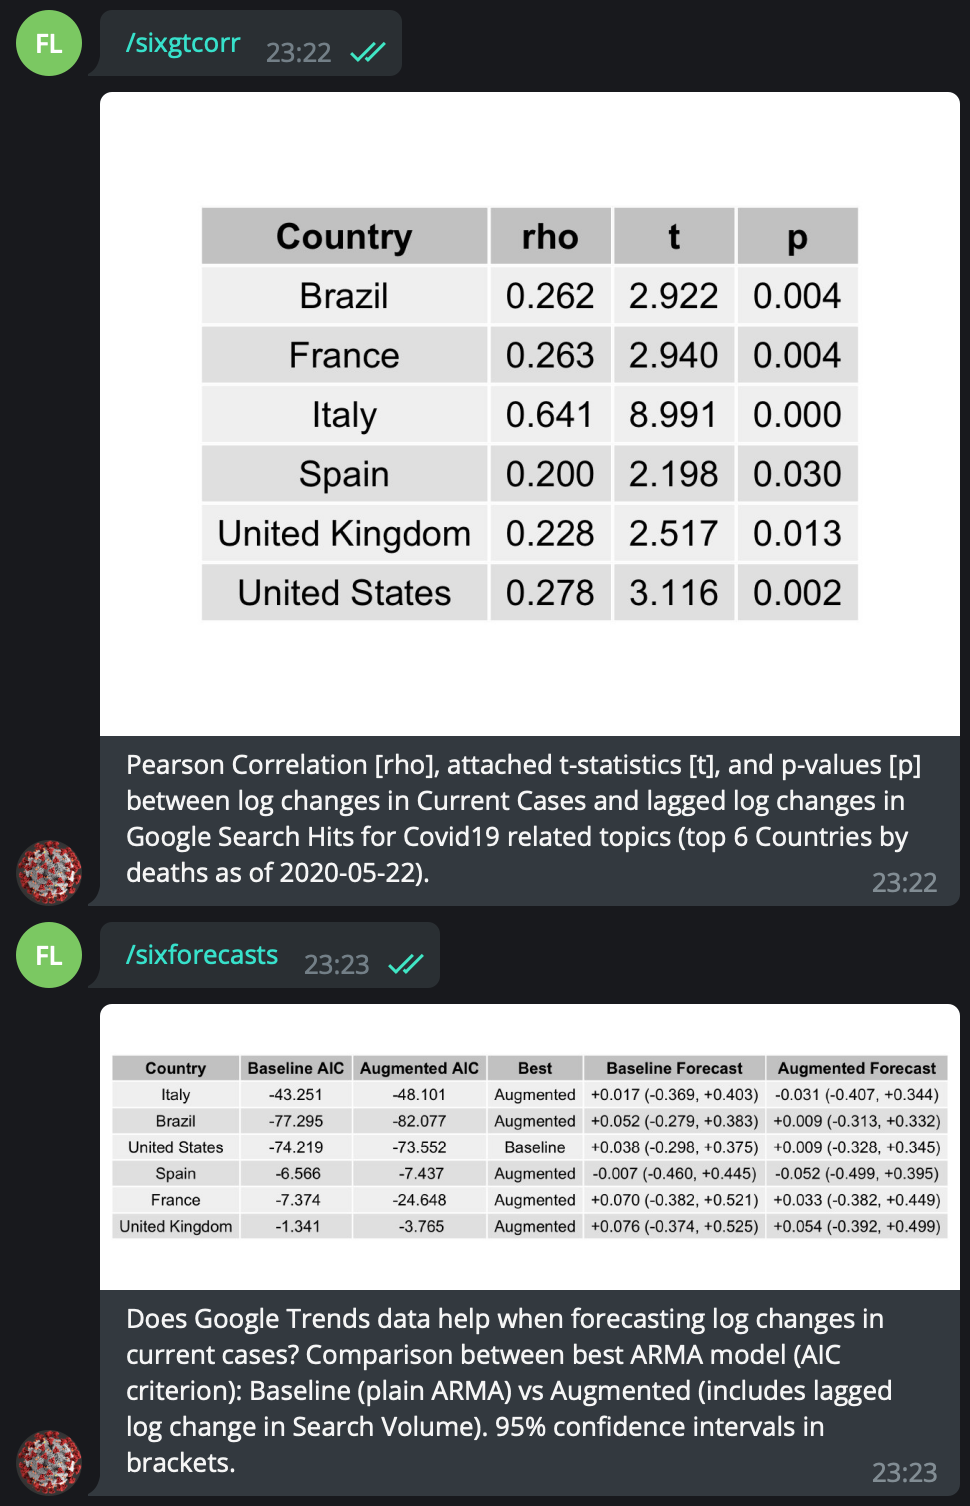 FL
/sixgtcorr 23:22
Country rho t p
Brazil 0.262 2.922 0.004
France 0.263 2.940 0.004
Italy 0.641 8.991 0.000
Spain 0.200 2.198 0.030
United Kingdom 0.228 2.517 0.013
United States 0.278 3.116 0.002
Pearson Correlation [rho], attached t-statistics [t], and p-values [p]
between log changes in Current Cases and lagged log changes in
Google Search Hits for Covid19 related topics (top 6 Countries by
deaths as of 2020-05-22).
23:22
FL
/sixforecasts 23:23
Country Baseline AIC Augmented AIC Best Baseline Forecast Augmented Forecast
Italy -43.251 -48.101 Augmented +0.017 (-0.369, +0.403) -0.031 (-0.407, +0.344)
Brazil -77.295 -82.077 Augmented +0.052 (-0.279, +0.383) +0.009 (-0.313, +0.332)
United States -74.219 -73.552 Baseline +0.038 (-0.298, +0.375) +0.009 (-0.328, +0.345)
Spain -6.566 -7.437 Augmented -0.007 (-0.460, +0.445) -0.052 (-0.499, +0.395)
France -7.374 -24.648 Augmented +0.070 (-0.382, +0.521) +0.033 (-0.382, +0.449)
United Kingdom -1.341 -3.765 Augmented +0.076 (-0.374, +0.525) +0.054 (-0.392, +0.499)
Does Google Trends data help when forecasting log changes in
current cases? Comparison between best ARMA model (AIC
criterion): Baseline (plain ARMA) vs Augmented (includes lagged
log change in Search Volume). 95% confidence intervals in
brackets.
23:23